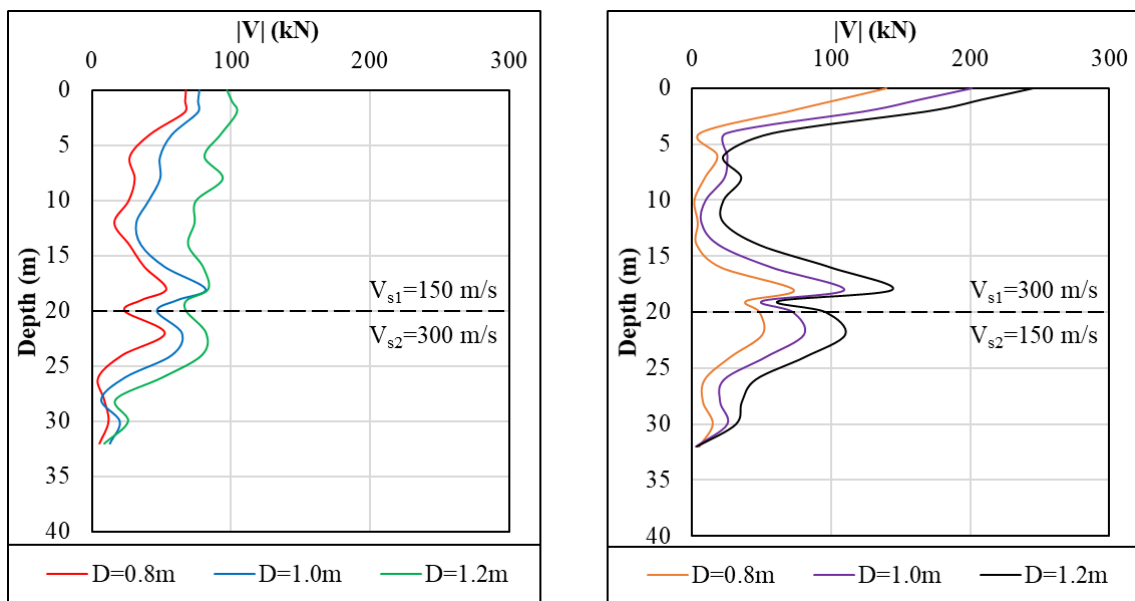 |V| (kN)
0 100 200 300
0
5
10
15
20
25
30
35
40
Depth (m)
Vs1=150 m/s
Vs2=300 m/s
D=0.8m D=1.0m D=1.2m
|V| (kN)
0 100 200 300
0
5
10
15
20
25
30
35
40
Depth (m)
Vs1=300 m/s
Vs2=150 m/s
D=0.8m D=1.0m D=1.2m